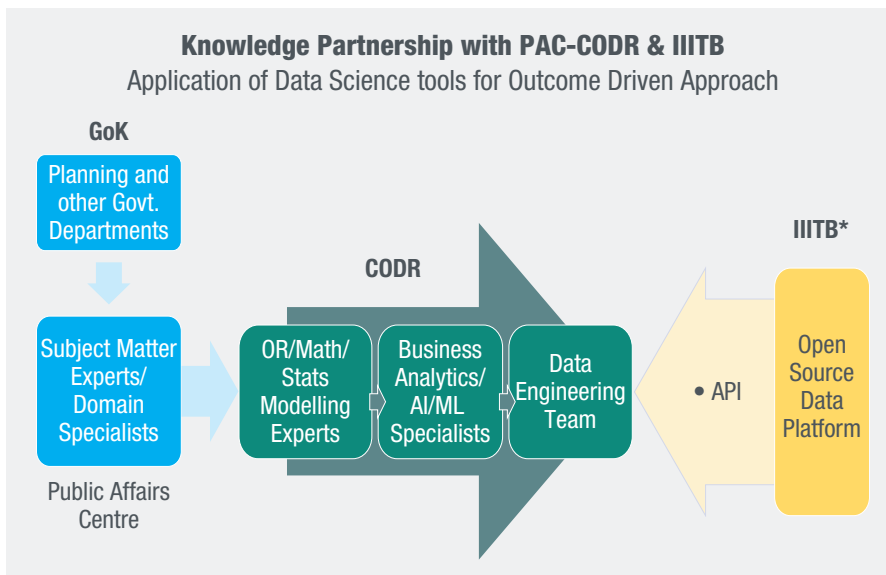 Knowledge Partnership with PAC-CODR & IIITB
Application of Data Science tools for Outcome Driven Approach
GoK
Planning and
other Govt.
Departments
Subject Matter
Experts/
Domain
Specialists
Public Affairs
Centre
CODR
OR/Math/
Stats
Modelling
Experts
Business
Analytics/
AI/ML
Specialists
Data
Engineering
Team
• API
IIITB*
Open
Source
Data
Platform